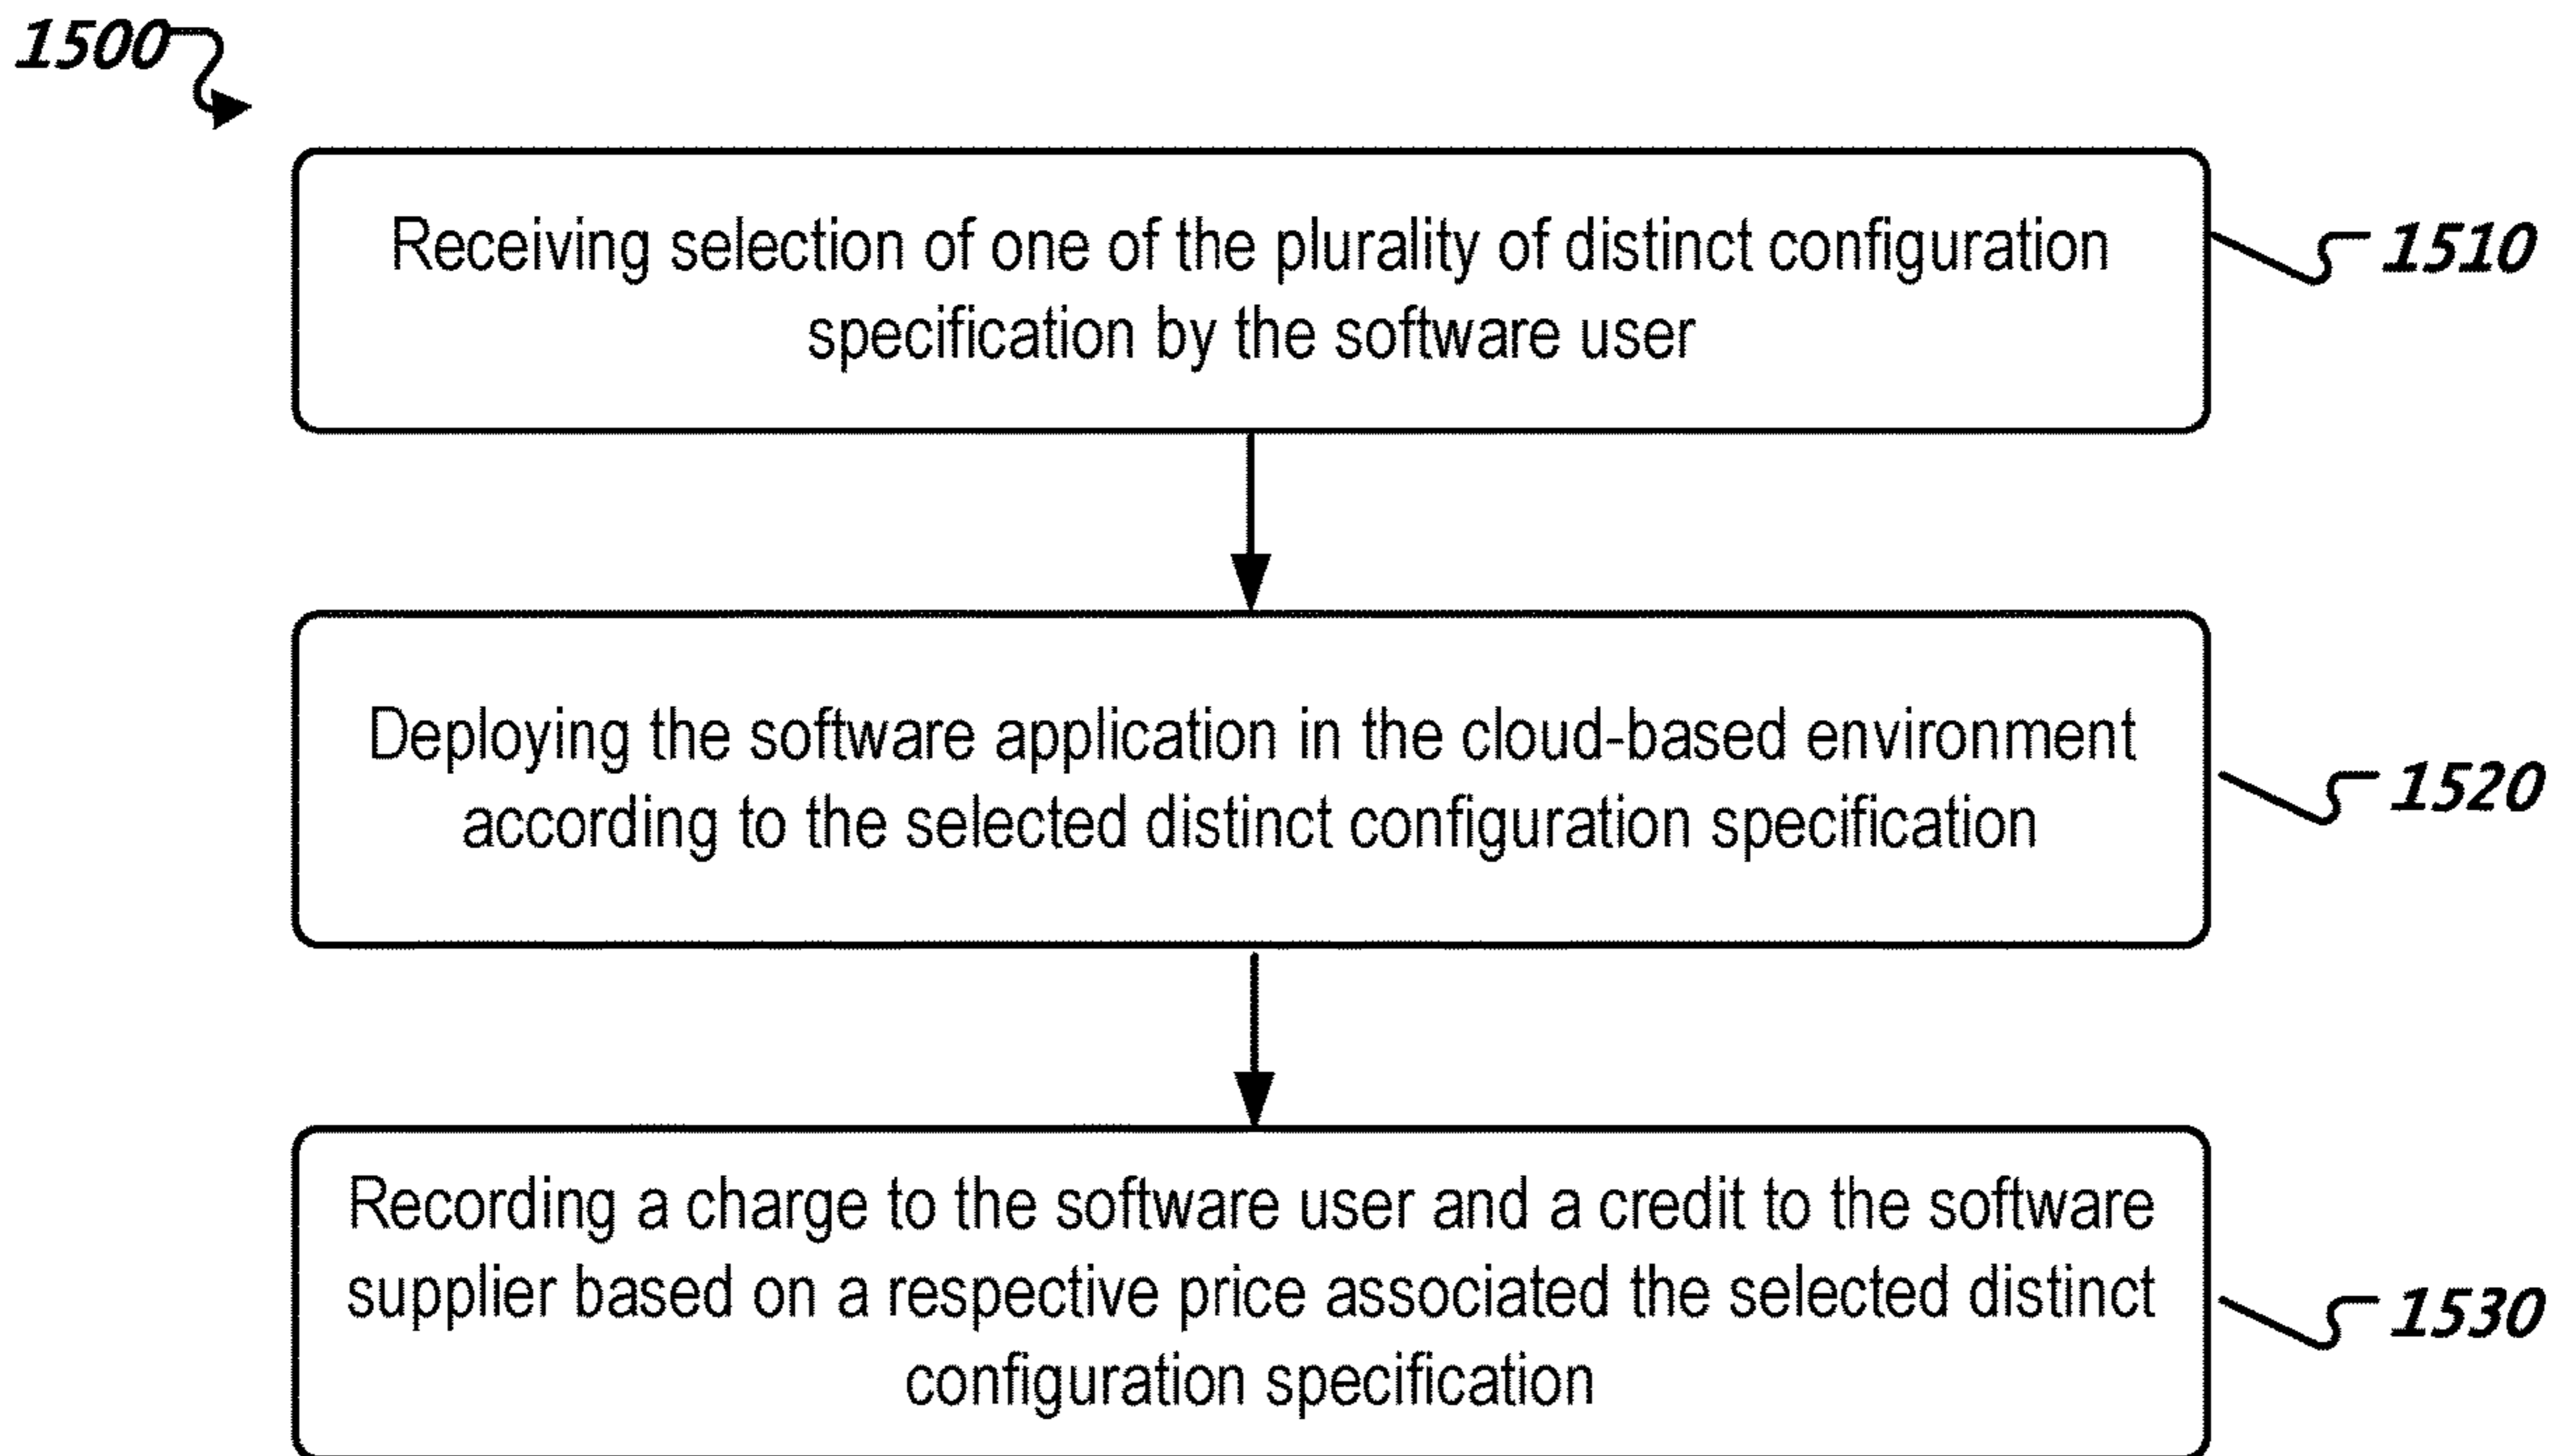 1500
Receiving selection of one of the plurality of distinct configuration
specification by the software user
1510
Deploying the software application in the cloud-based environment
according to the selected distinct configuration specification
1520
Recording a charge to the software user and a credit to the software
supplier based on a respective price associated the selected distinct
configuration specification
1530